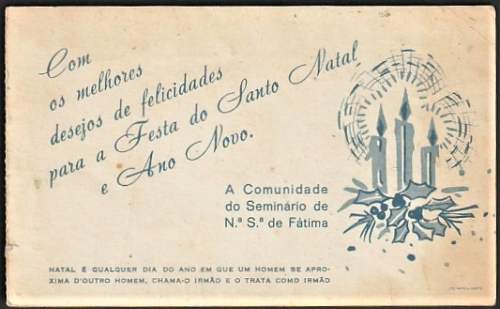 Com
os melhores
desejos de felicidades
para a Festa do Santo Natal
e Ano Novo.
A Comunidade
do Seminário de
N.ª S.ª de Fátima
NATAL É QUALQUER DIA DO ANO EM QUE UM HOMEM SE APRO-
XIMA D'OUTRO HOMEM, CHAMA-O IRMÃO E O TRATA COMO IRMÃO